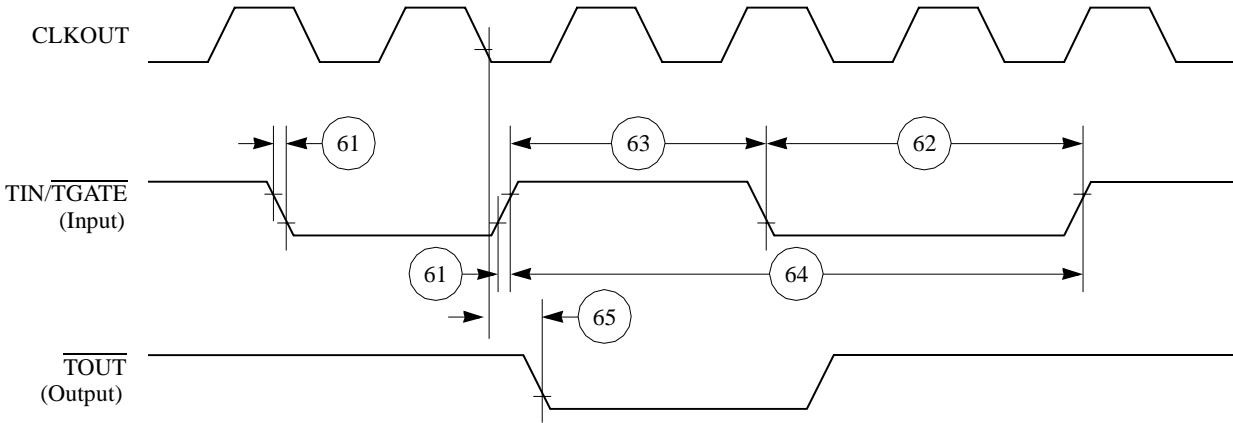 CLKOUT
61
63
62
TIN/TGATE
(Input)
61
64
65
TOUT
(Output)